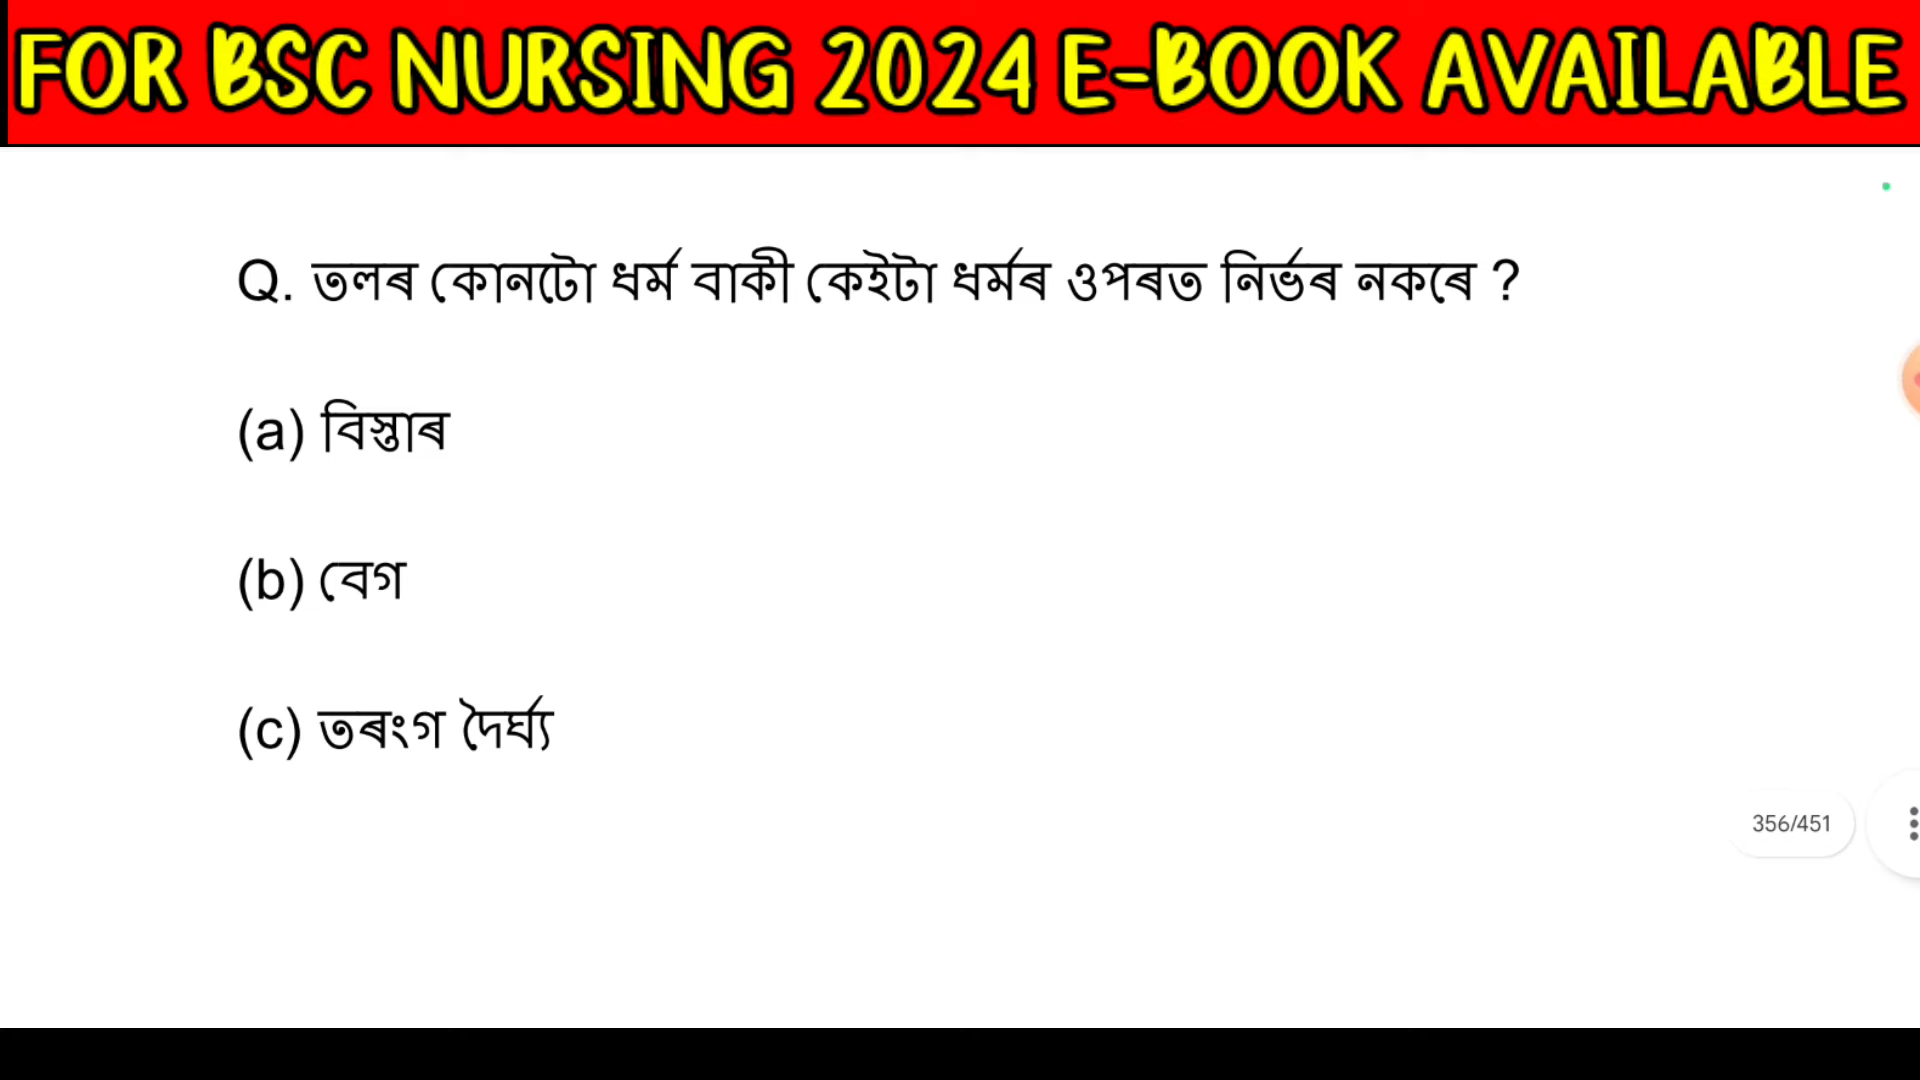 FOR BSC NURSING 2024 E-BOOK AVAILABLE
Q. তলৰ কোনটো ধৰ্ম বাকী কেইটা ধৰ্মৰ ওপৰত নিৰ্ভৰ নকৰে ?
(a) বিস্তাৰ
(b) বেগ
(c) তৰংগ দৈৰ্ঘ্য
356/451